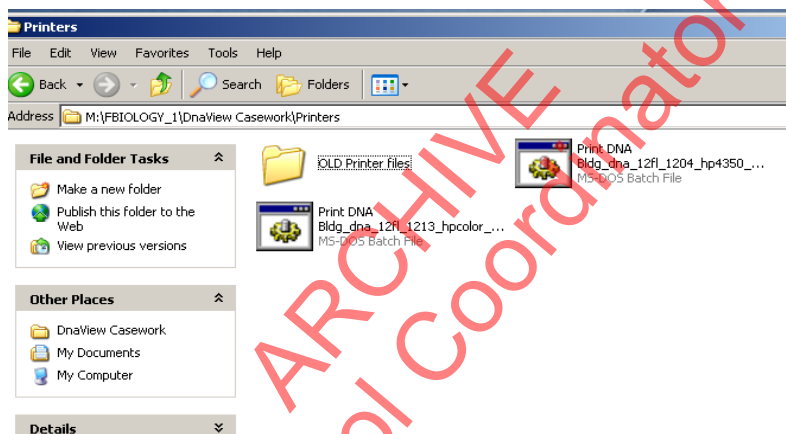 Printers
File Edit View Favorites Tools Help
Back Search Folders
Address M:\FBIOLOGY_1\DnaView Casework\Printers
File and Folder Tasks
Make a new folder
Publish this folder to the
Web
View previous versions
Other Places
DnaView Casework
My Documents
My Computer
Details
OLD Printer files
Print DNA
Bldg_dna_12fl_1204_hp4350_...
MS-DOS Batch File
Print DNA
Bldg_dna_12fl_1213_hpcolor_...
MS-DOS Batch File
ARCHIVE
ol Coordinator